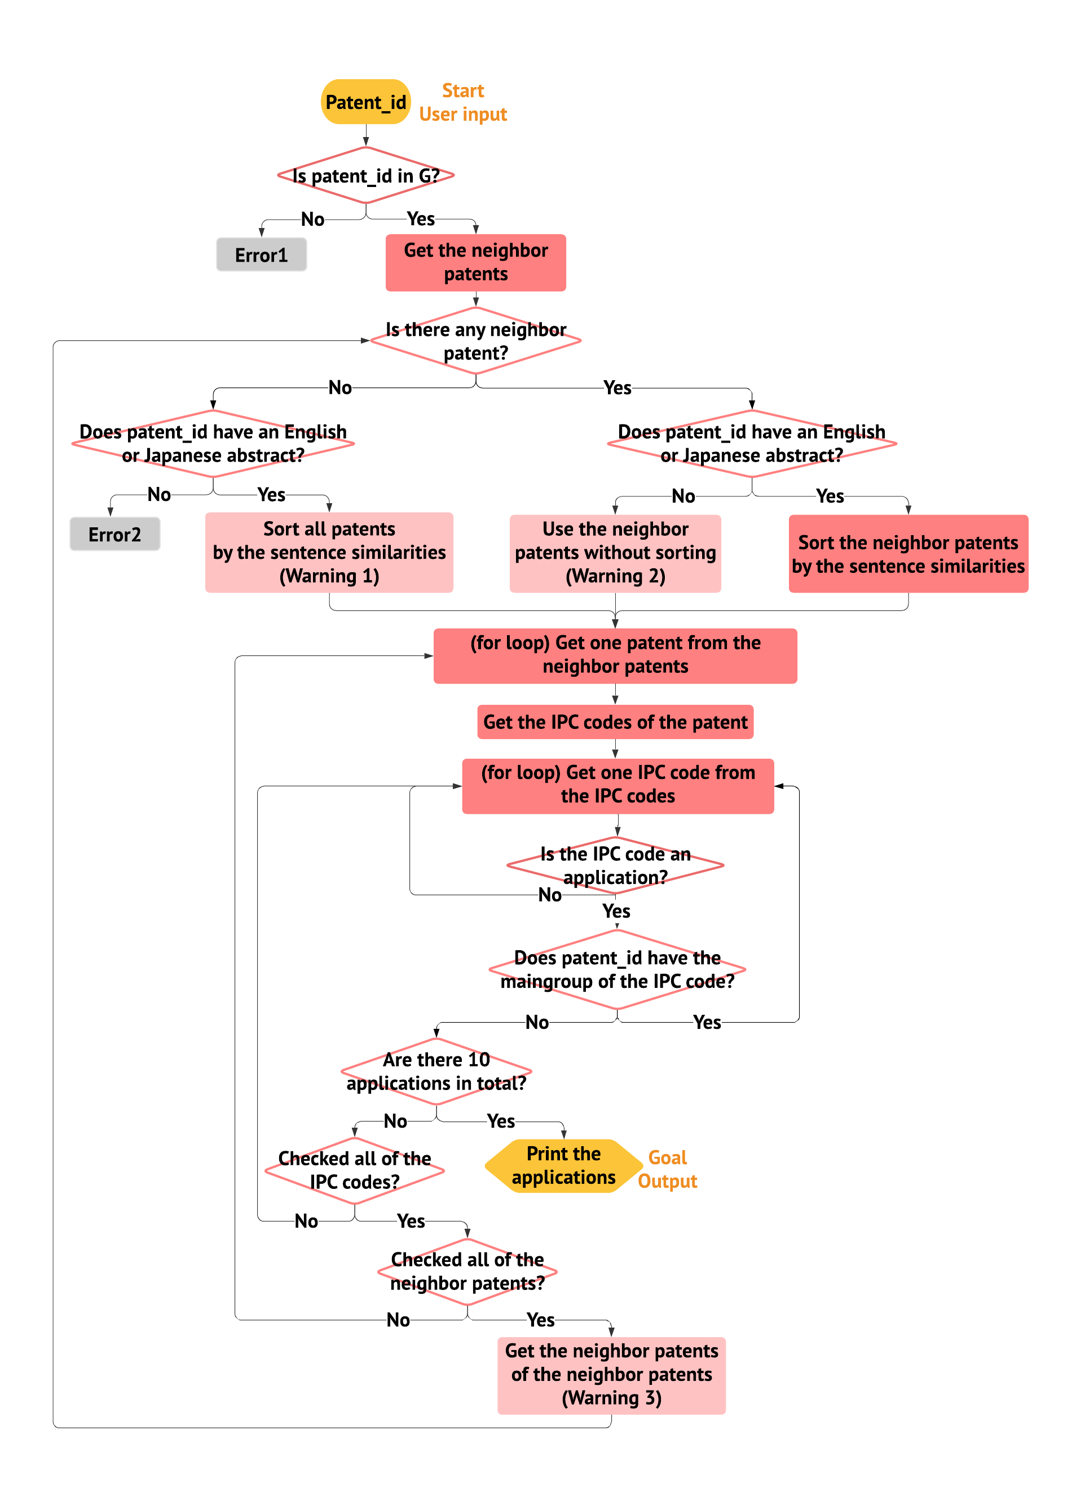 Patent_id
Start
User input
Is patent_id in G?
No
Yes
Error1
Get the neighbor
patents
Is there any neighbor
patent?
No
Yes
Does patent_id have an English
or Japanese abstract?
Does patent_id have an English
or Japanese abstract?
No
Yes
No
Yes
Error2
Sort all patents
by the sentence similarities
(Warning 1)
Use the neighbor
patents without sorting
(Warning 2)
Sort the neighbor patents
by the sentence similarities
(for loop) Get one patent from the
neighbor patents
Get the IPC codes of the patent
(for loop) Get one IPC code from
the IPC codes
Is the IPC code an
application?
No
Yes
Does patent_id have the
maingroup of the IPC code?
No
Yes
Are there 10
applications in total?
No
Yes
Print the
applications
Goal
Output
Checked all of the
IPC codes?
No
Yes
Checked all of the
neighbor patents?
No
Yes
Get the neighbor patents
of the neighbor patents
(Warning 3)